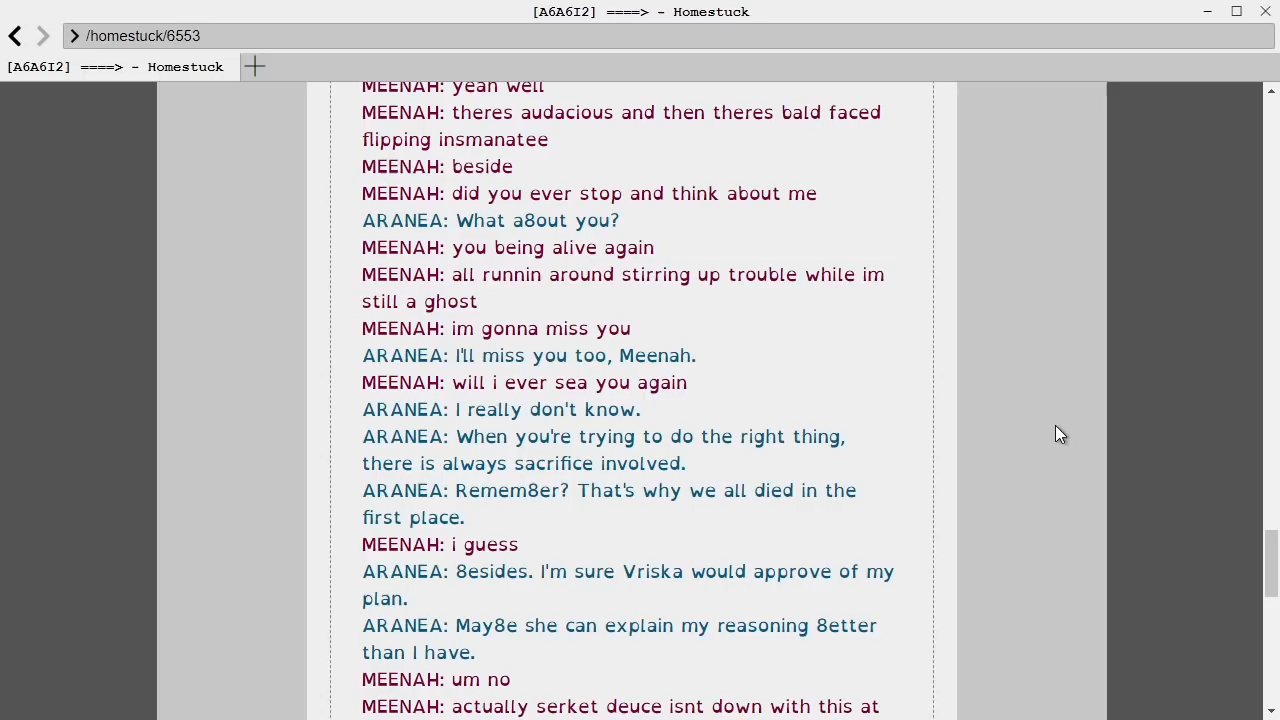 [A6A6I2] ====> - Homestuck
/homestuck/6553
[A6A6I2] ====> - Homestuck
MEENAH: yeah well
MEENAH: theres audacious and then theres bald faced
flipping insmanatee
MEENAH: beside
MEENAH: did you ever stop and think about me
ARANEA: What a8out you?
MEENAH: you being alive again
MEENAH: all runnin around stirring up trouble while im
still a ghost
MEENAH: im gonna miss you
ARANEA: I'll miss you too, Meenah.
MEENAH: will i ever sea you again
ARANEA: I really don't know.
ARANEA: When you're trying to do the right thing,
there is always sacrifice involved.
ARANEA: Remem8er? That's why we all died in the
first place.
MEENAH: i guess
ARANEA: 8esides. I'm sure Vriska would approve of my
plan.
ARANEA: May8e she can explain my reasoning 8etter
than I have.
MEENAH: um no
MEENAH: actually serket deuce isnt down with this at